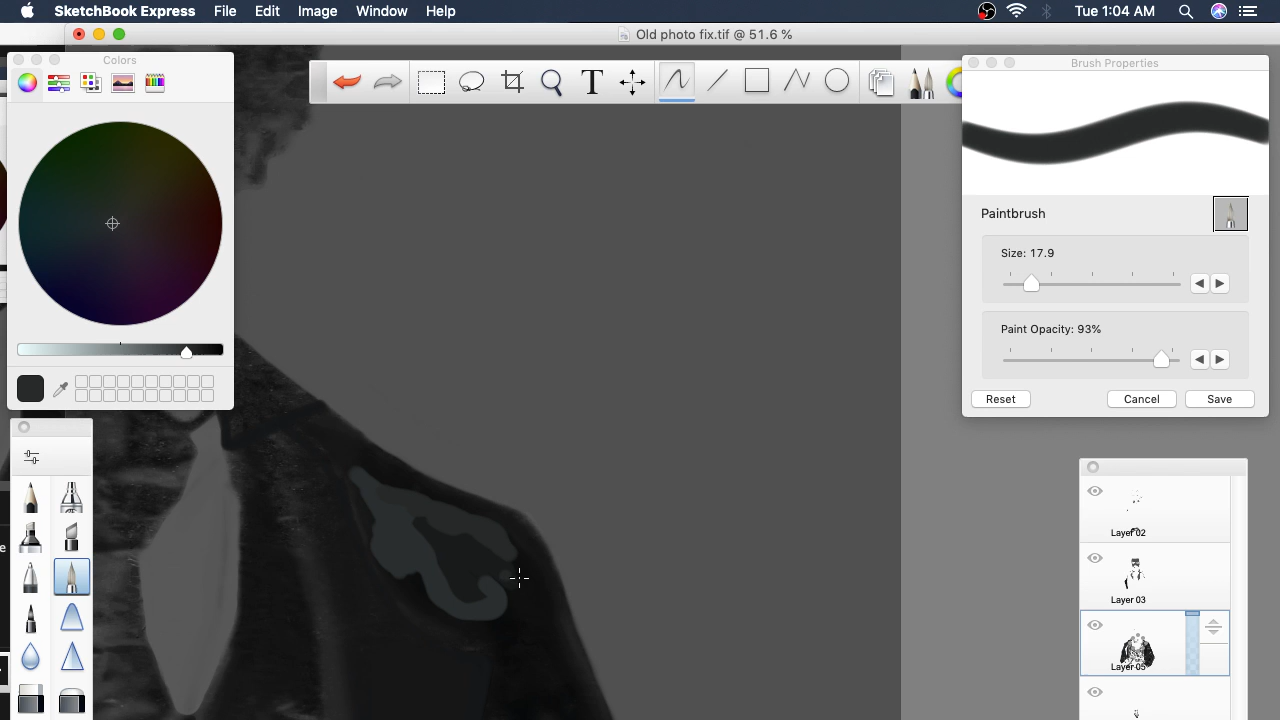 SketchBook Express File Edit Image Window Help Tue 1:04 AM
Old photo fix.tif @ 51.6 %
Colors
T
Brush Properties
Paintbrush
Size: 17.9
Paint Opacity: 93%
Reset Cancel Save
Layer 02
Layer 03
Layer 05